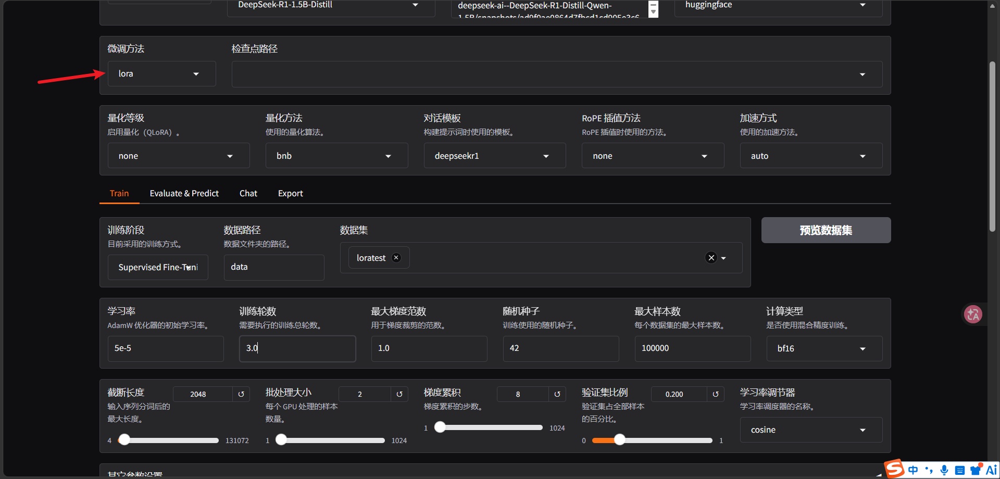 DeepSeek-R1-1.5B-Distill
deepseek-ai--DeepSeek-R1-Distill-Qwen-
1.5B/snapshots/ad9f0ae0864d7fbcd1cd905e3c6
huggingface
微调方法
检查点路径
lora
量化等级
启用量化（QLoRA）。
none
量化方法
使用的量化算法。
bnb
对话模板
构建提示词时使用的模板。
deepseekr1
RoPE 插值方法
RoPE 插值时使用的方法。
none
加速方式
使用的加速方法。
auto
Train
Evaluate & Predict
Chat
Export
训练阶段
目前采用的训练方式。
Supervised Fine-Tuni
数据路径
数据文件夹的路径。
data
数据集
loratest
预览数据集
学习率
AdamW 优化器的初始学习率。
5e-5
训练轮数
需要执行的训练总轮数。
3.0
最大梯度范数
用于梯度裁剪的范数。
1.0
随机种子
训练使用的随机种子。
42
最大样本数
每个数据集的最大样本数。
100000
计算类型
是否使用混合精度训练。
bf16
截断长度
2048
输入序列分词后的
最大长度。
4
131072
批处理大小
2
每个 GPU 处理的样本
数量。
1
1024
梯度累积
8
梯度累积的步数。
1
1024
验证集比例
0.200
验证集占全部样本
的百分比。
0
1
学习率调节器
学习率调度器的名称。
cosine
其它参数设置
中
Ai